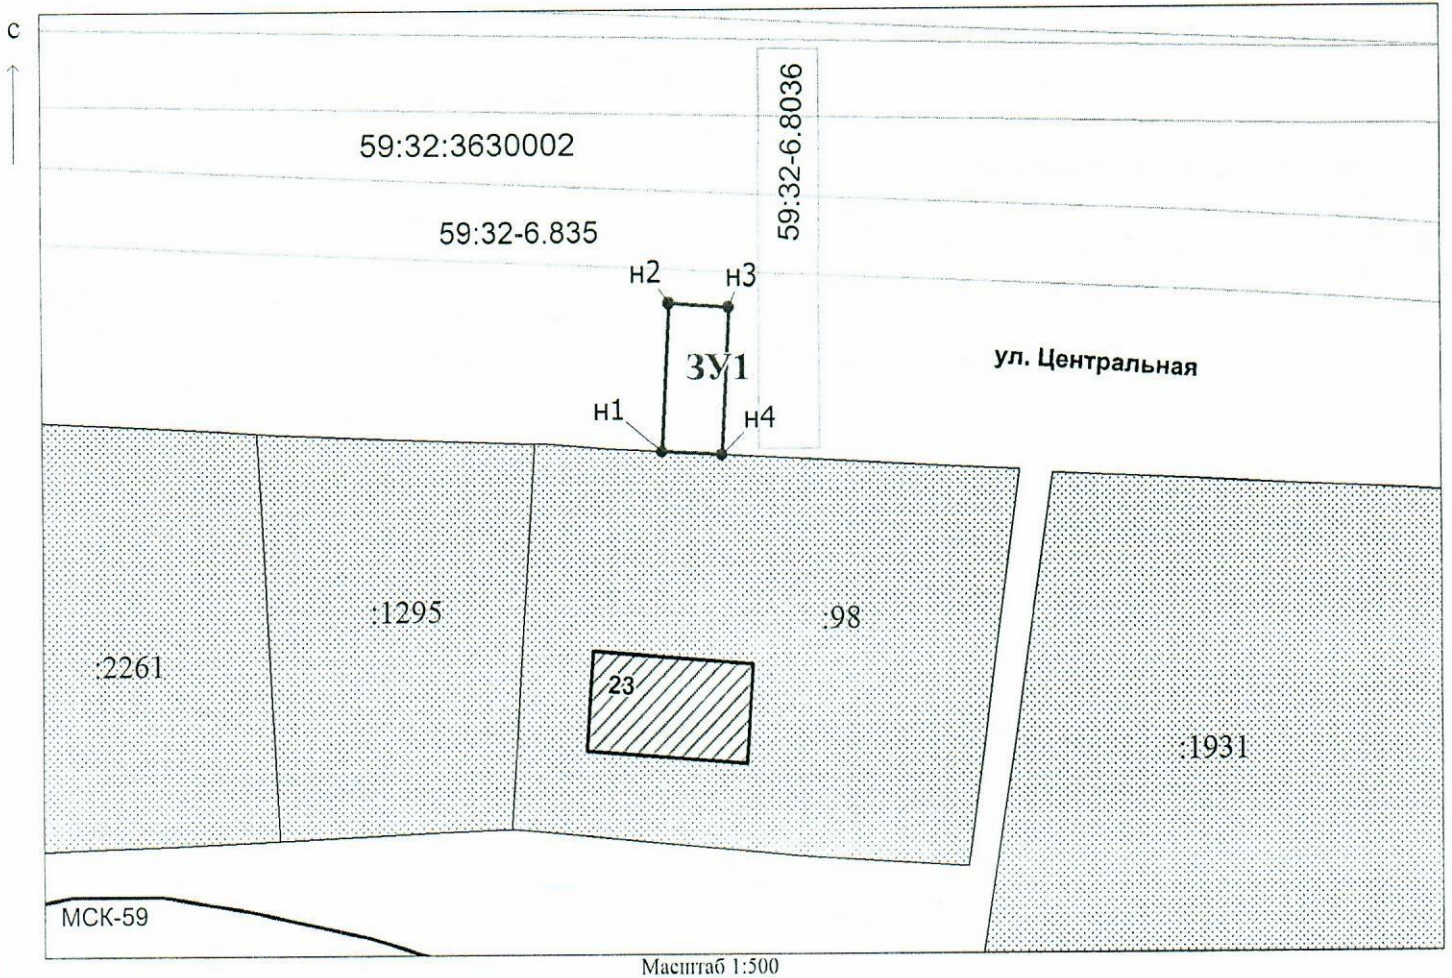 С
59:32:3630002
59:32-6.8036
59:32-6.835
н2
н3
ЗУ1
ул. Центральная
н1
н4
:1295
:98
:2261
23
:1931
МСК-59
Масштаб 1:500